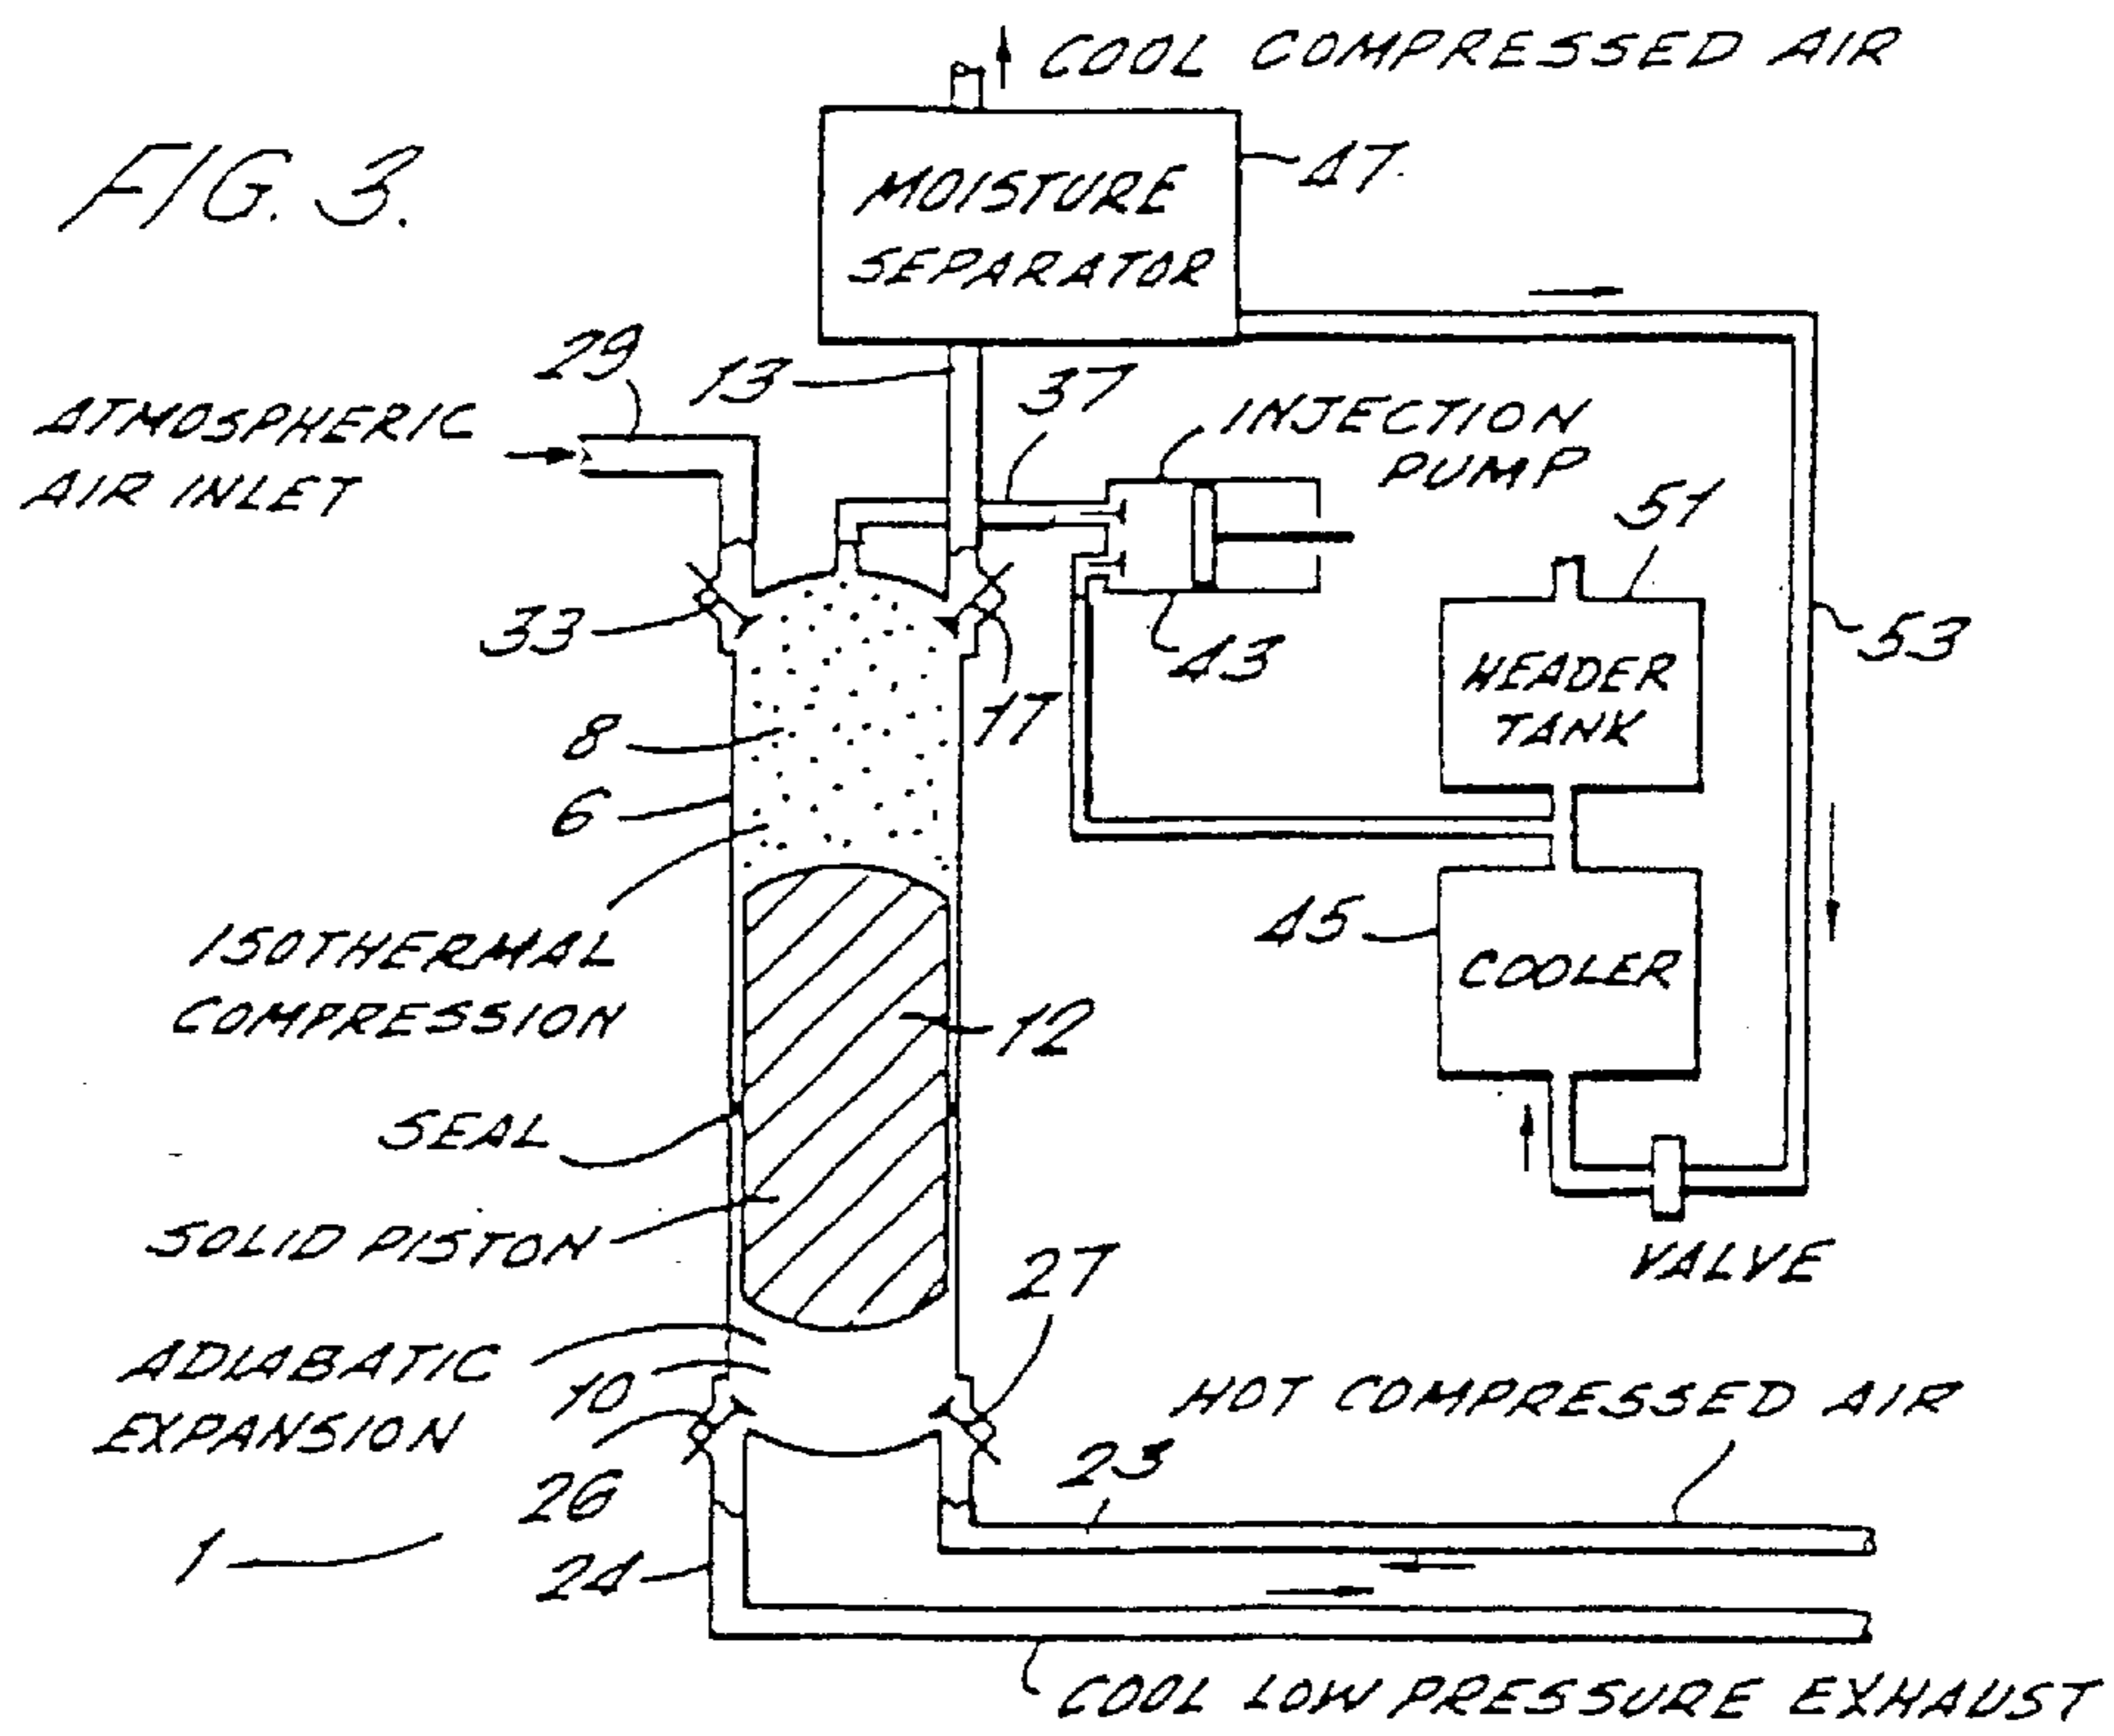 COOL COMPRESSED AIR
FIG. 3.
MOISTURE
SEPARATOR
47
29
13
37
ATMOSPHERIC
AIR INLET
INJECTION
PUMP
51
33
43
53
17
HEADER
TANK
8
6
ISOTHERMAL
COMPRESSION
45
COOLER
12
SEAL
SOLID PISTON
27
VALVE
ADIABATIC
EXPANSION
10
HOT COMPRESSED AIR
26
23
1
24
COOL LOW PRESSURE EXHAUST